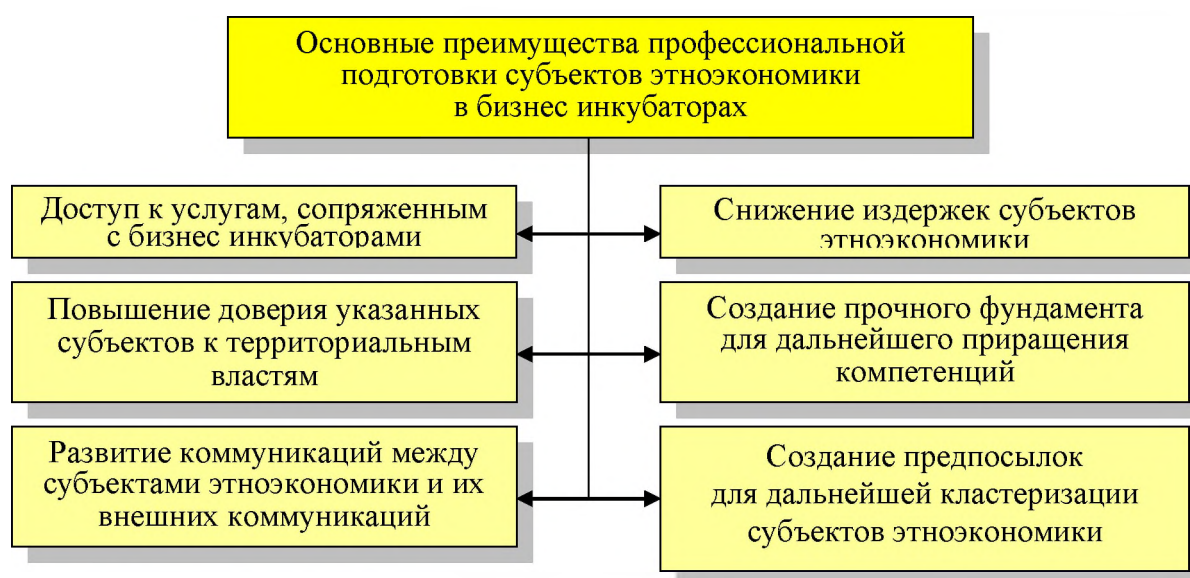 Основные преимущества профессиональной
подготовки субъектов этноэкономики
в бизнес инкубаторах
Доступ к услугам, сопряженным
с бизнес инкубаторами
Снижение издержек субъектов
этноэкономики
Повышение доверия указанных
субъектов к территориальным
властям
Создание прочного фундамента
для дальнейшего приращения
компетенций
Развитие коммуникаций между
субъектами этноэкономики и их
внешних коммуникаций
Создание предпосылок
для дальнейшей кластеризации
субъектов этноэкономики